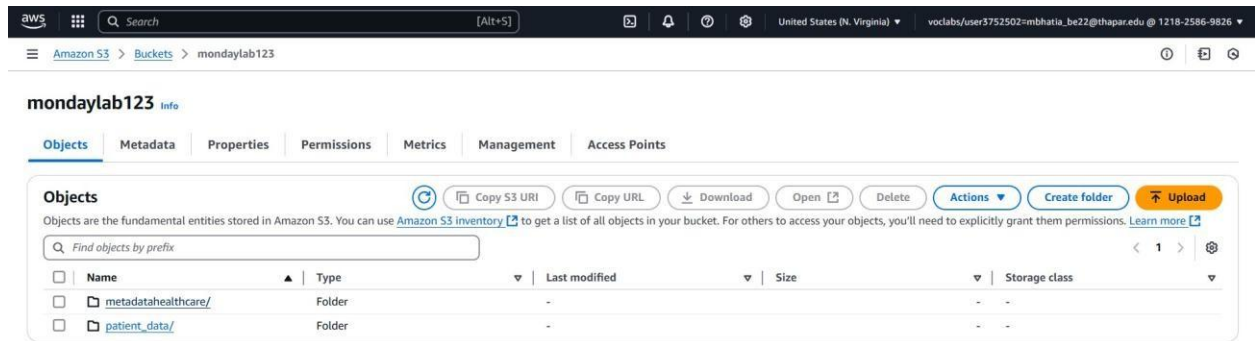 aws Search [Alt+S] United States (N. Virginia) ▼ voclabs/user3752502=mbhatia_be22@thapar.edu @ 1218-2586-9826 ▼
Amazon S3 > Buckets > mondaylab123
mondaylab123 Info
Objects Metadata Properties Permissions Metrics Management Access Points
Objects Copy S3 URI Copy URL Download Open Delete Actions ▼ Create folder Upload
Objects are the fundamental entities stored in Amazon S3. You can use Amazon S3 inventory to get a list of all objects in your bucket. For others to access your objects, you'll need to explicitly grant them permissions. Learn more
Find objects by prefix < 1 >
Name ▲ Type Last modified Size Storage class
metadatahealthcare/ Folder - - -
patient_data/ Folder - - -